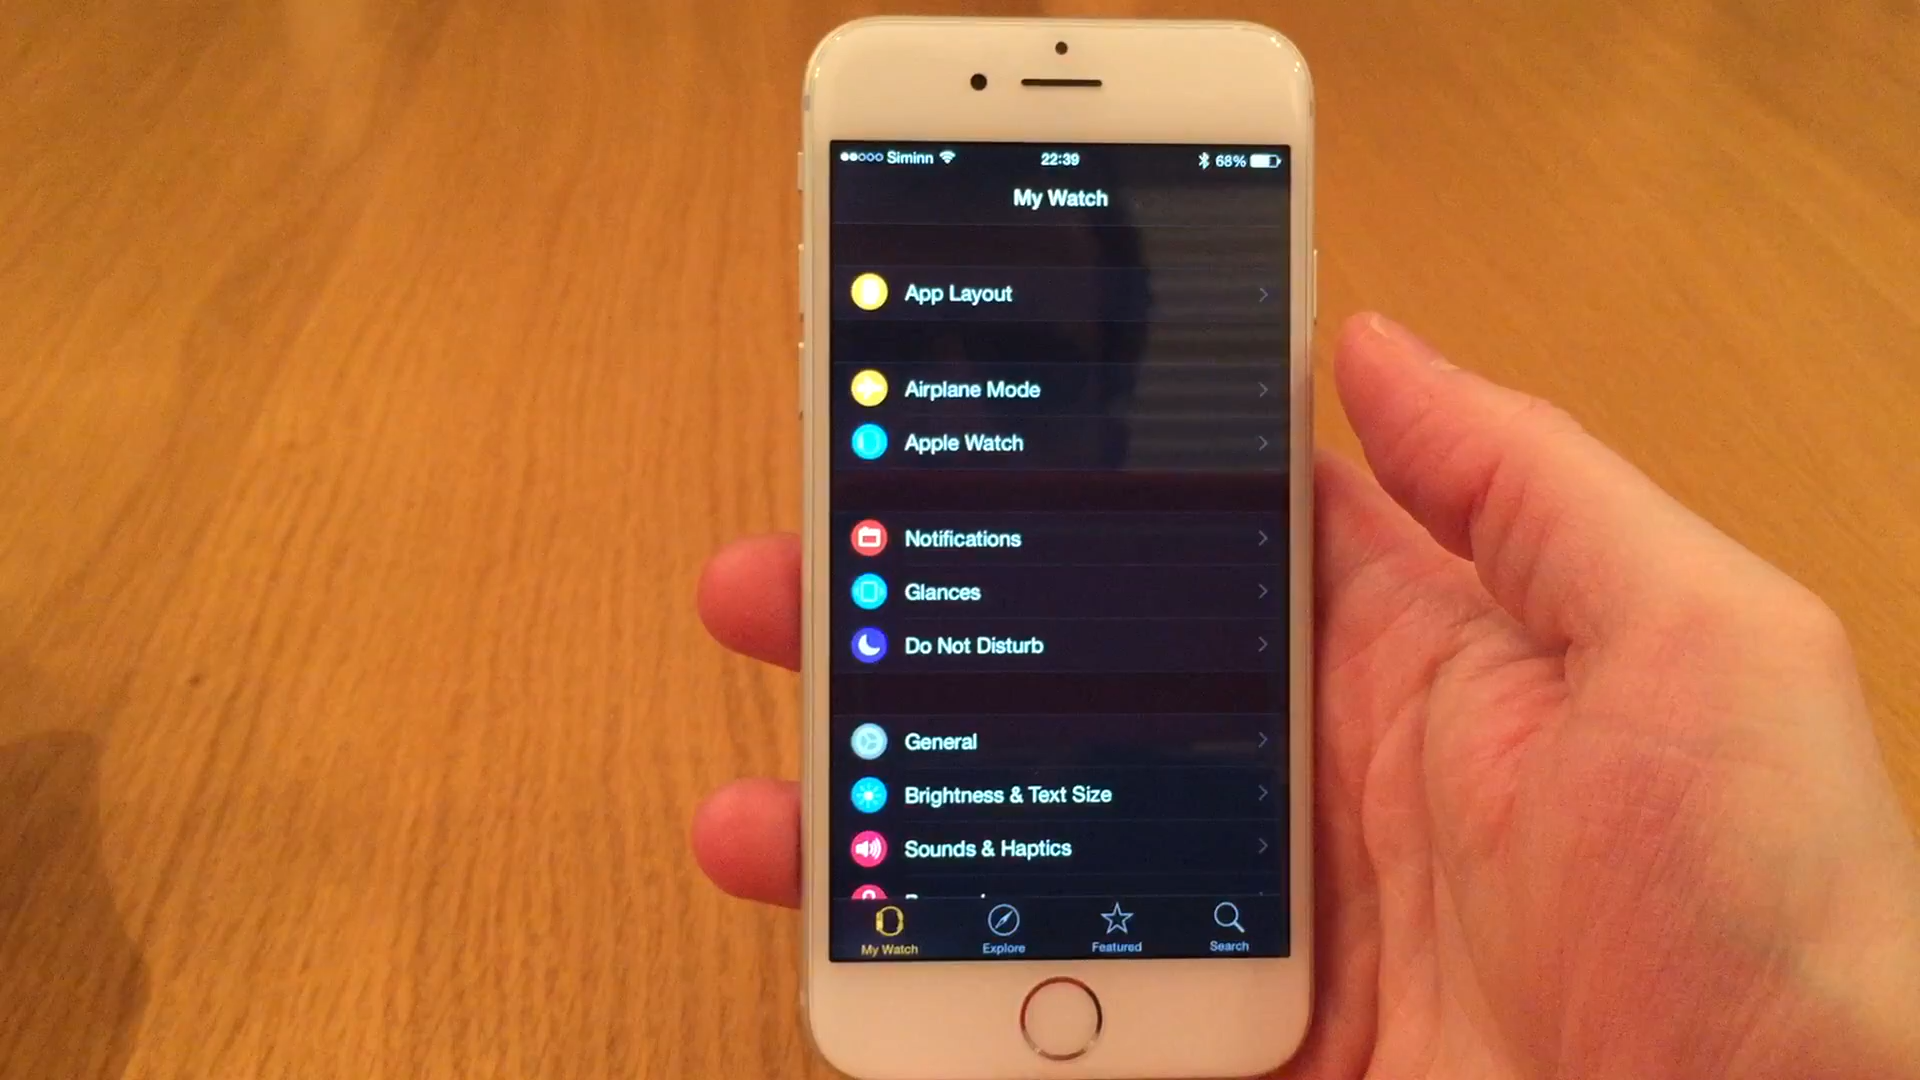 Siminn 22:39 68%
My Watch
App Layout
Airplane Mode
Apple Watch
Notifications
Glances
Do Not Disturb
General
Brightness & Text Size
Sounds & Haptics
My Watch Explore Featured Search